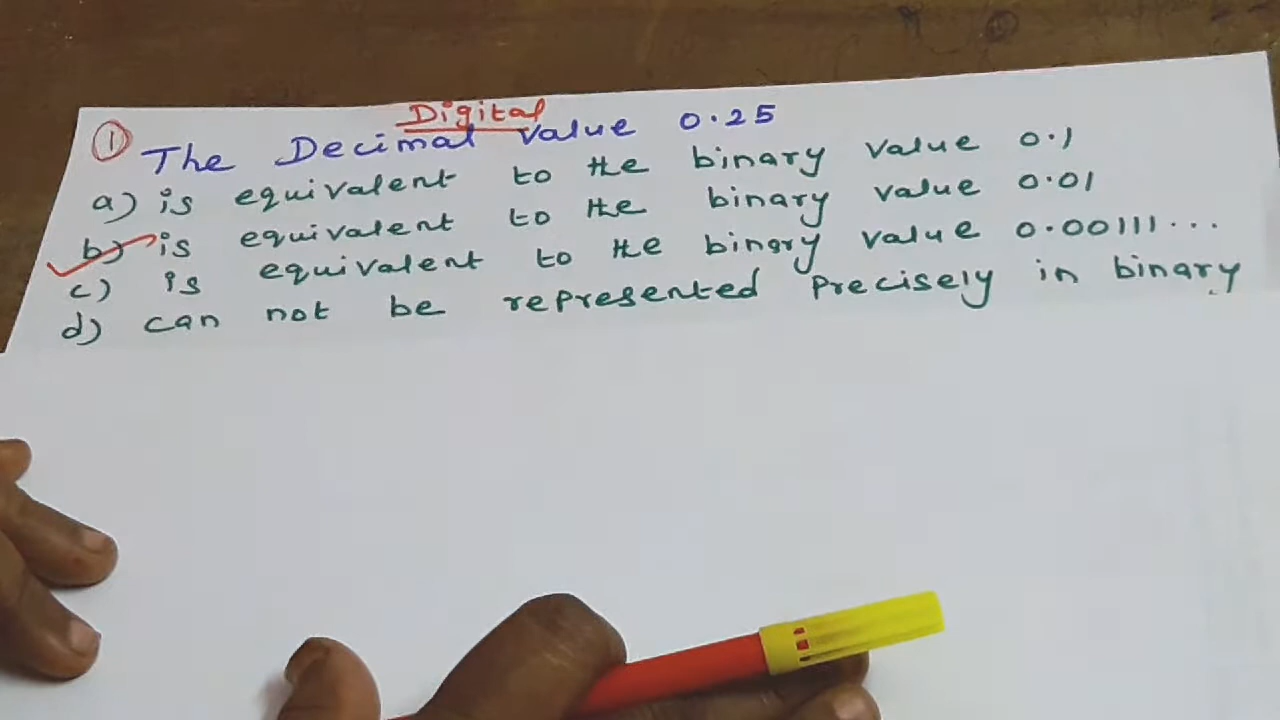 Digital
① The Decimal value 0.25
a) is equivalent to the binary value 0.1
b) is equivalent to the binary value 0.01
c) is equivalent to the binary value 0.00111...
d) can not be represented precisely in binary